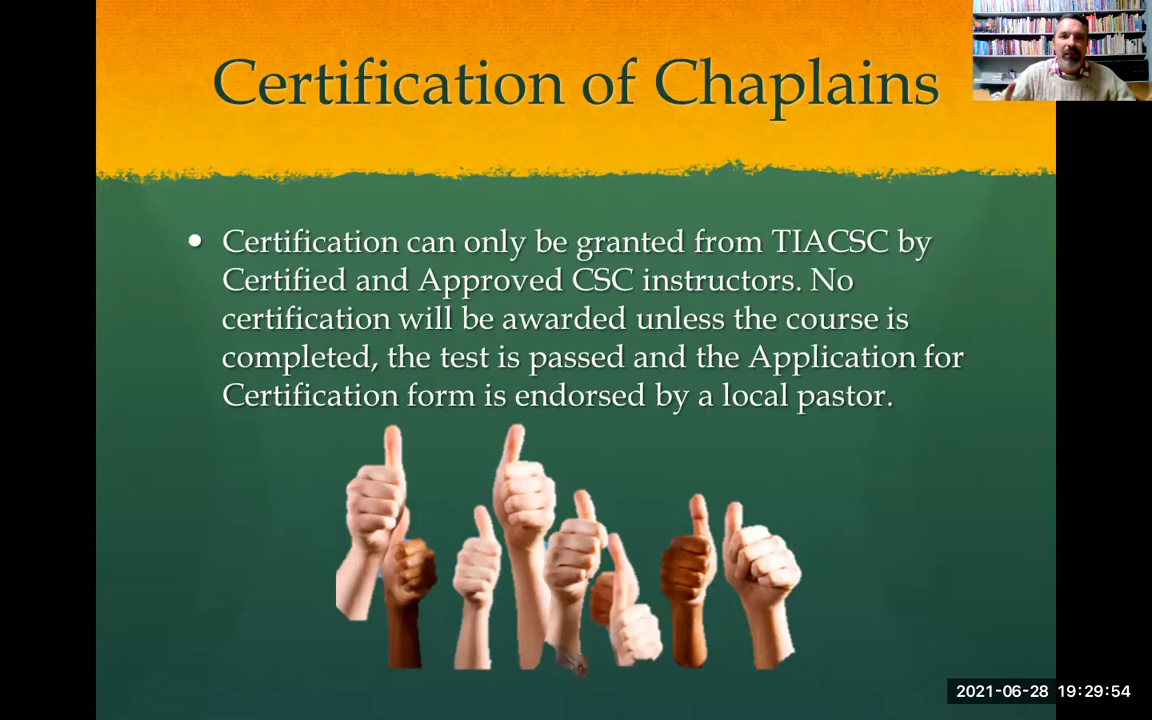 Certification of Chaplains
• Certification can only be granted from TIACSC by
Certified and Approved CSC instructors. No
certification will be awarded unless the course is
completed, the test is passed and the Application for
Certification form is endorsed by a local pastor.
2021-06-28 19:29:54